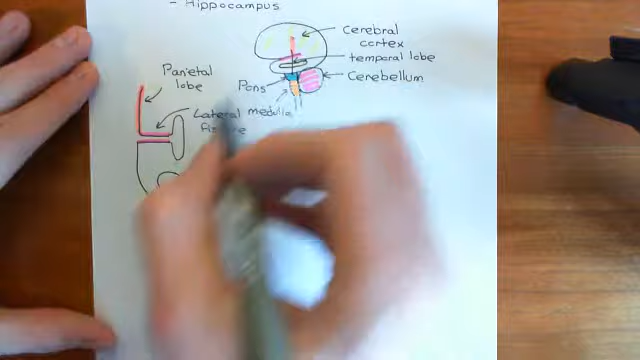 - Hippocampus
Cerebral
cortex
temporal lobe
Cerebellum
Pons
medulla
Parietal
lobe
Lateral